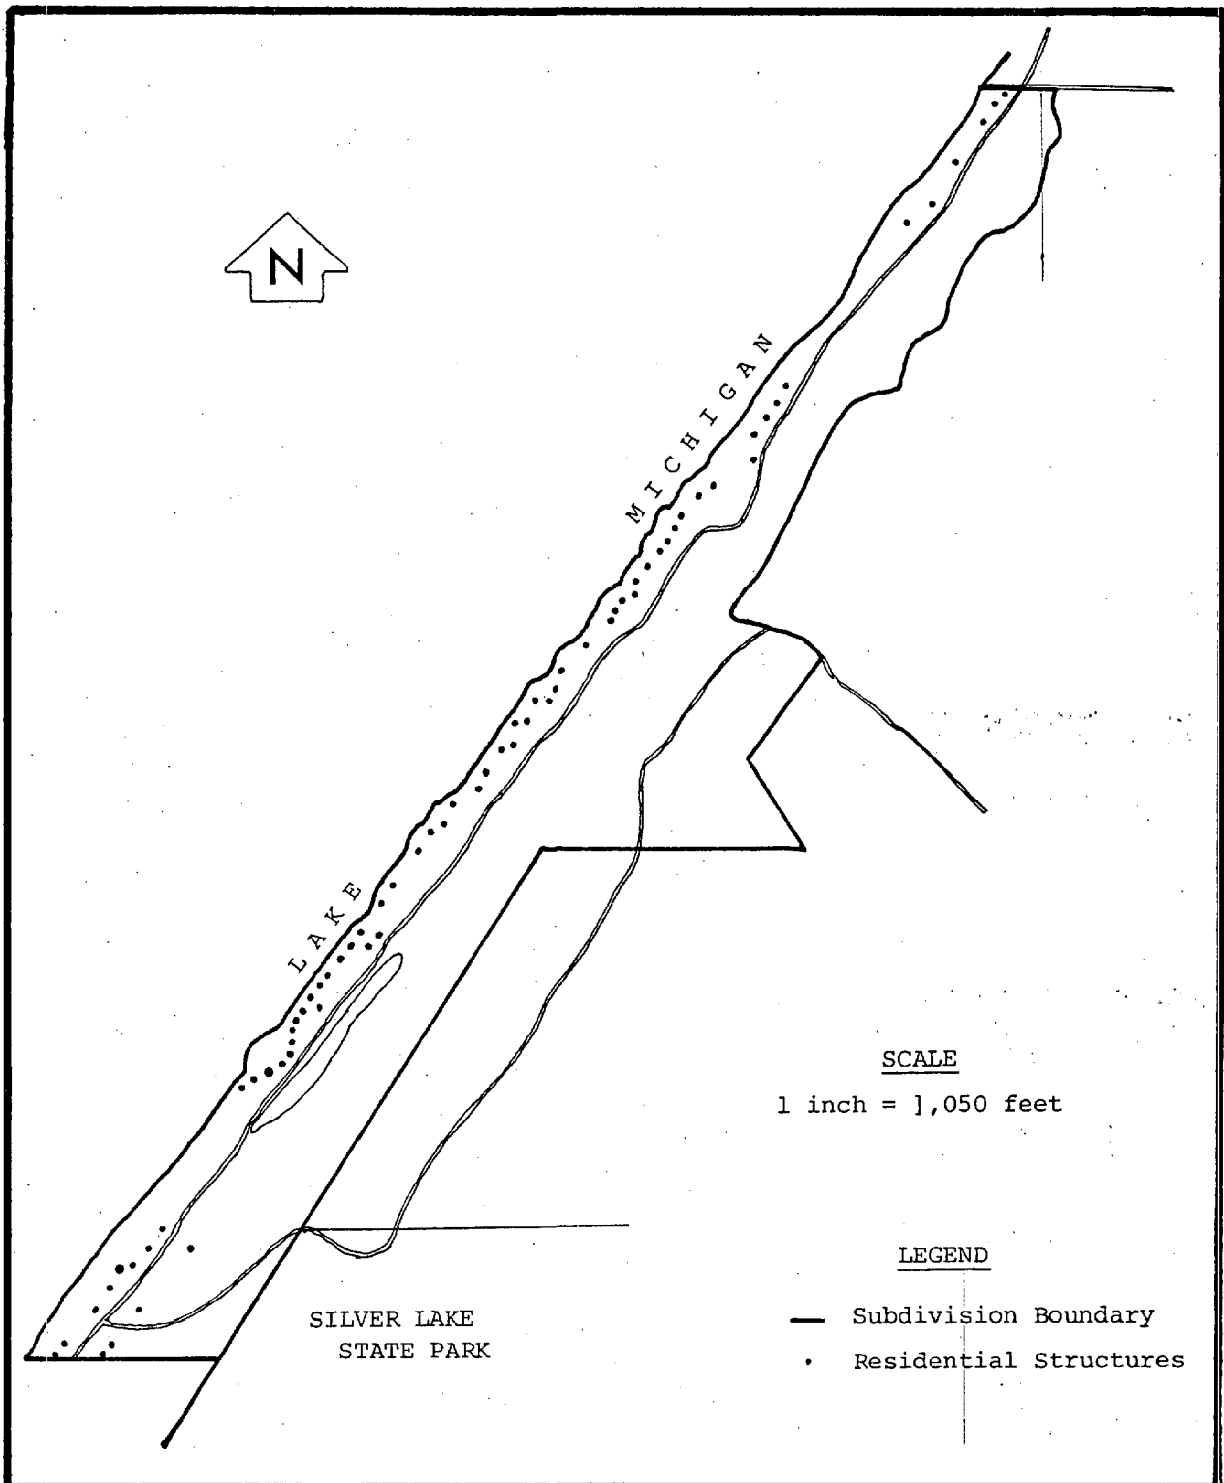 N
LAKE MICHIGAN
SCALE
1 inch = 1,050 feet
LEGEND
Subdivision Boundary
Residential Structures
SILVER LAKE
STATE PARK